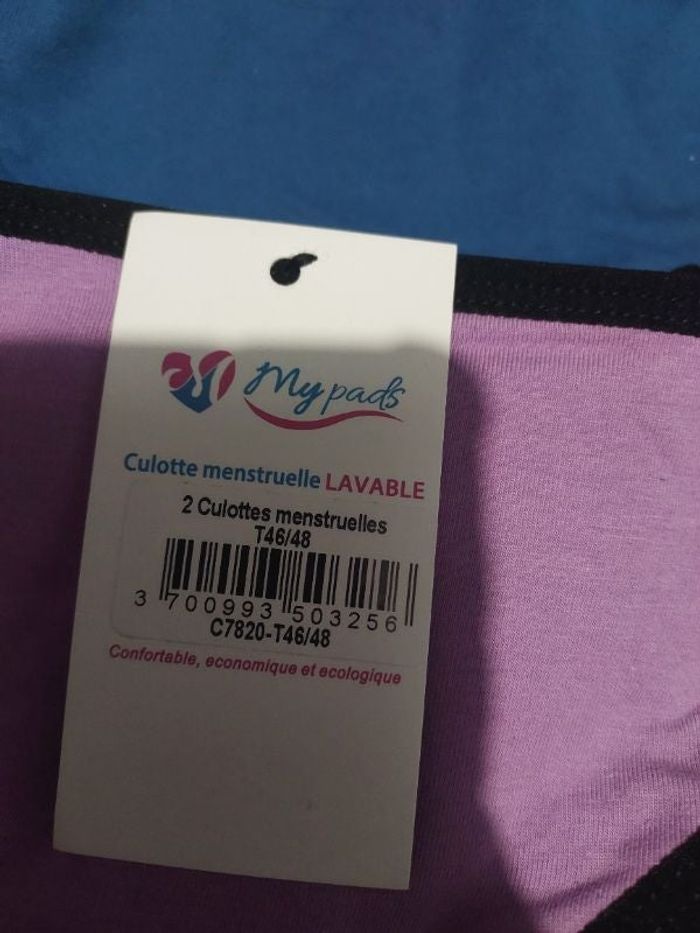 My pads
Culotte menstruelle LAVABLE
2 Culottes menstruelles
T46/48
3 700993 503256
C7820-T46/48
Confortable, economique et ecologique